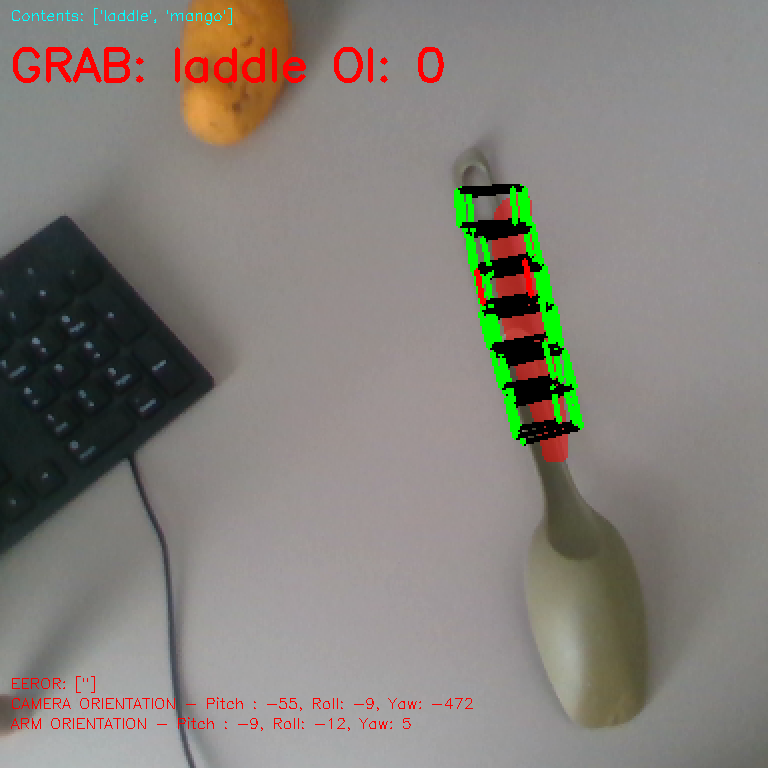 Contents: ['laddle', 'mango']
GRAB: laddle OI: 0
EEROR: ['']
CAMERA ORIENTATION - Pitch : -55, Roll: -9, Yaw: -472
ARM ORIENTATION - Pitch : -9, Roll: -12, Yaw: 5